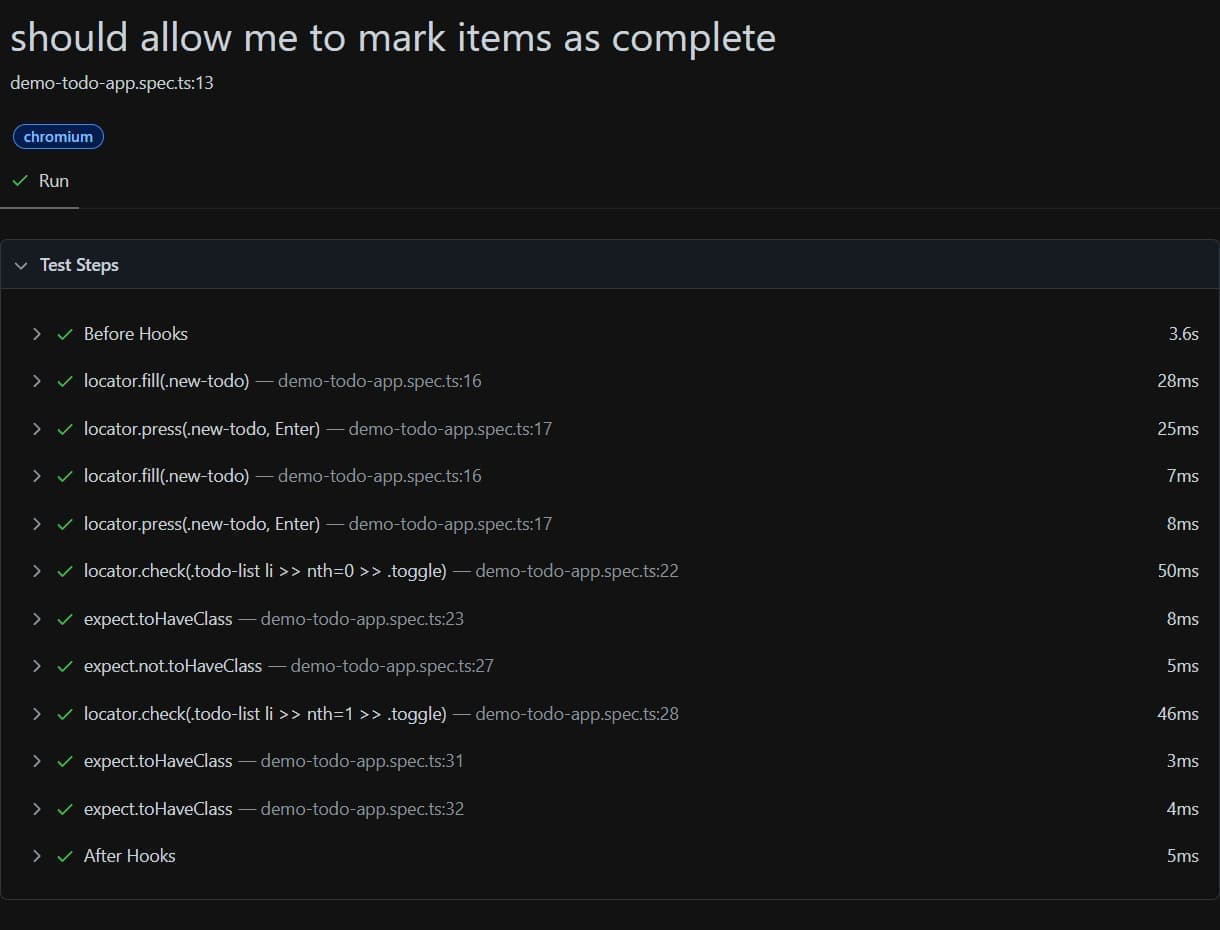 should allow me to mark items as complete
demo-todo-app.spec.ts:13
chromium
Run
Test Steps
Before Hooks 3.6s
locator.fill(.new-todo) — demo-todo-app.spec.ts:16 28ms
locator.press(.new-todo, Enter) — demo-todo-app.spec.ts:17 25ms
locator.fill(.new-todo) — demo-todo-app.spec.ts:16 7ms
locator.press(.new-todo, Enter) — demo-todo-app.spec.ts:17 8ms
locator.check(.todo-list li >> nth=0 >> .toggle) — demo-todo-app.spec.ts:22 50ms
expect.toHaveClass — demo-todo-app.spec.ts:23 8ms
expect.not.toHaveClass — demo-todo-app.spec.ts:27 5ms
locator.check(.todo-list li >> nth=1 >> .toggle) — demo-todo-app.spec.ts:28 46ms
expect.toHaveClass — demo-todo-app.spec.ts:31 3ms
expect.toHaveClass — demo-todo-app.spec.ts:32 4ms
After Hooks 5ms